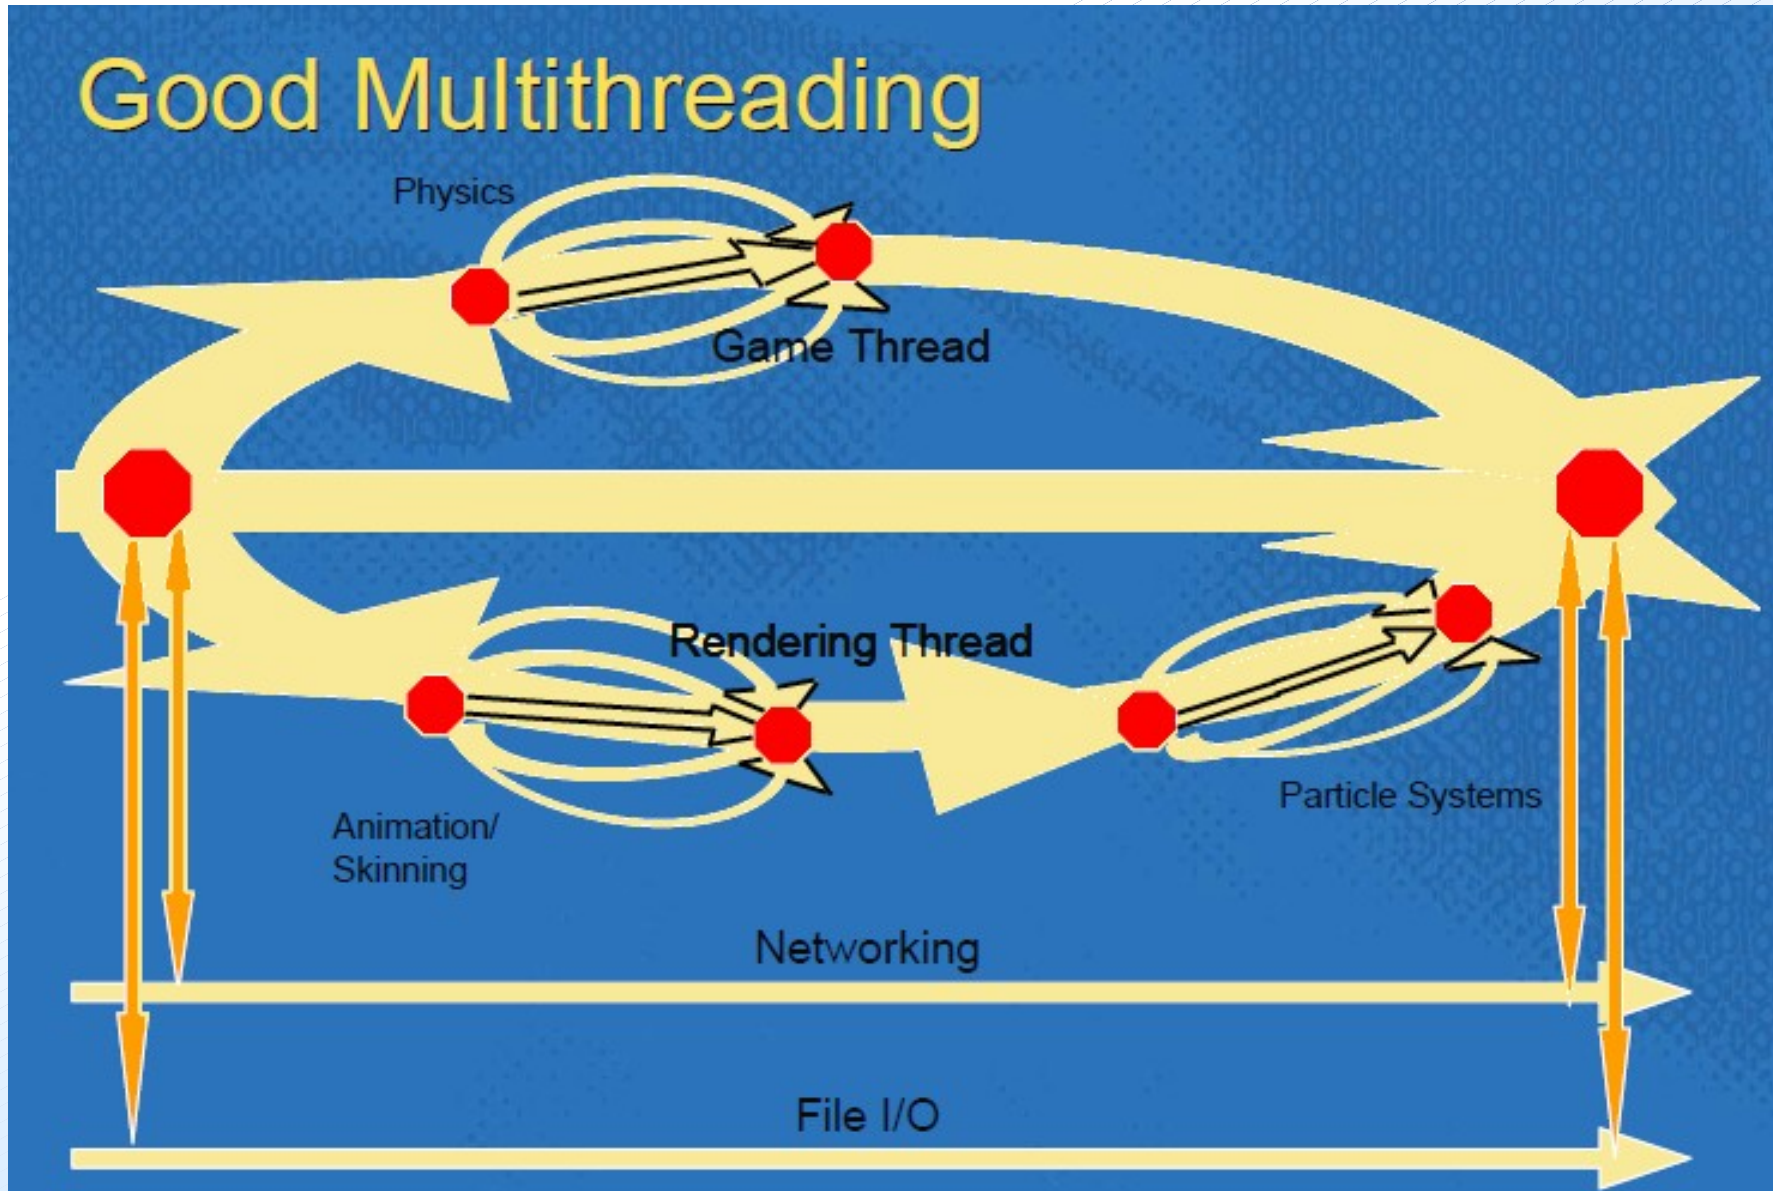 Good Multithreading
Physics
Game Thread
Rendering Thread
Particle Systems
Animation/
Skinning
Networking
File I/O